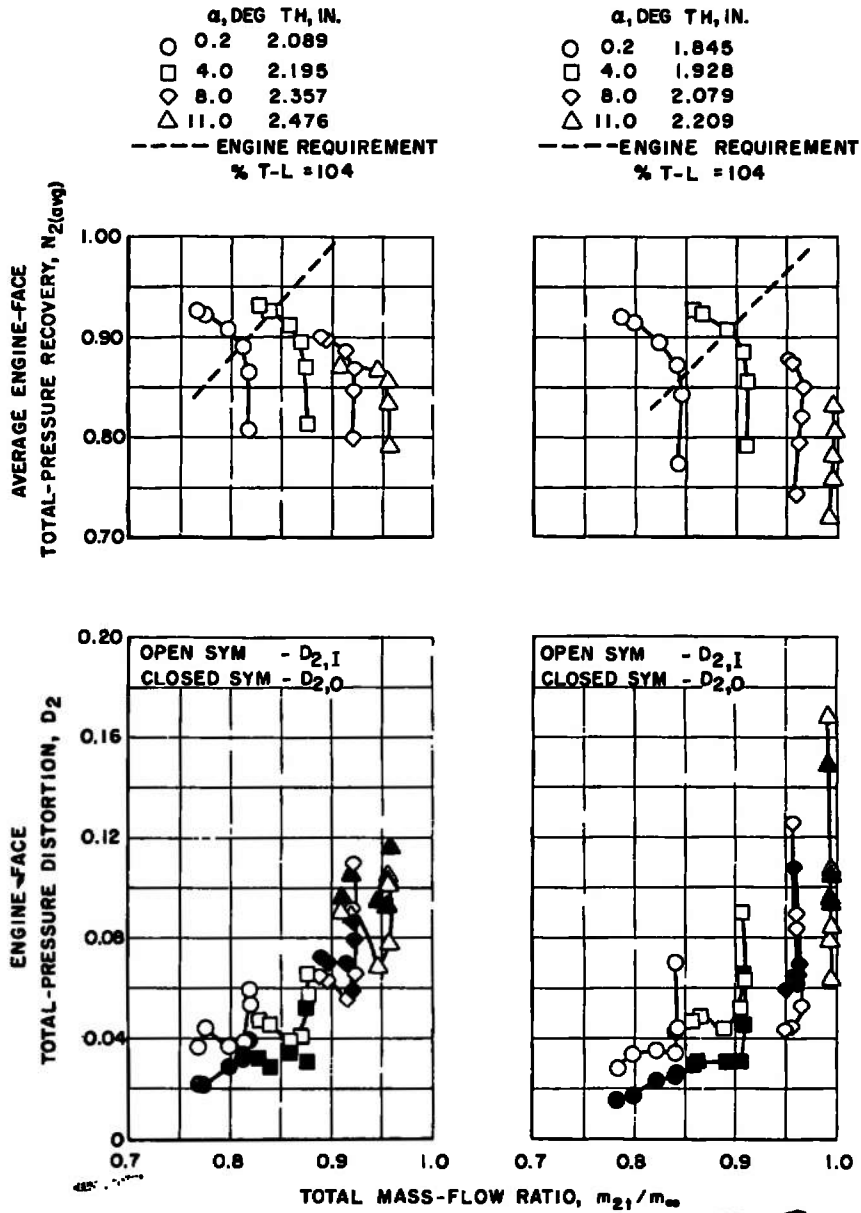 α, DEG TH, IN.
○ 0.2 2.089
□ 4.0 2.195
◇ 8.0 2.357
△ 11.0 2.476
---- ENGINE REQUIREMENT
% T-L = 104
α, DEG TH, IN.
○ 0.2 1.845
□ 4.0 1.928
◇ 8.0 2.079
△ 11.0 2.209
---- ENGINE REQUIREMENT
% T-L = 104
AVERAGE ENGINE-FACE
TOTAL-PRESSURE RECOVERY, N2(avg)
1.00
0.90
0.80
0.70
ENGINE-FACE
TOTAL-PRESSURE DISTORTION, D2
0.20
0.16
0.12
0.08
0.04
0
OPEN SYM - D2,I
CLOSED SYM - D2,O
OPEN SYM - D2,I
CLOSED SYM - D2,O
0.7 0.8 0.9 1.0
0.7 0.8 0.9 1.0
TOTAL MASS-FLOW RATIO, m2t/m∞